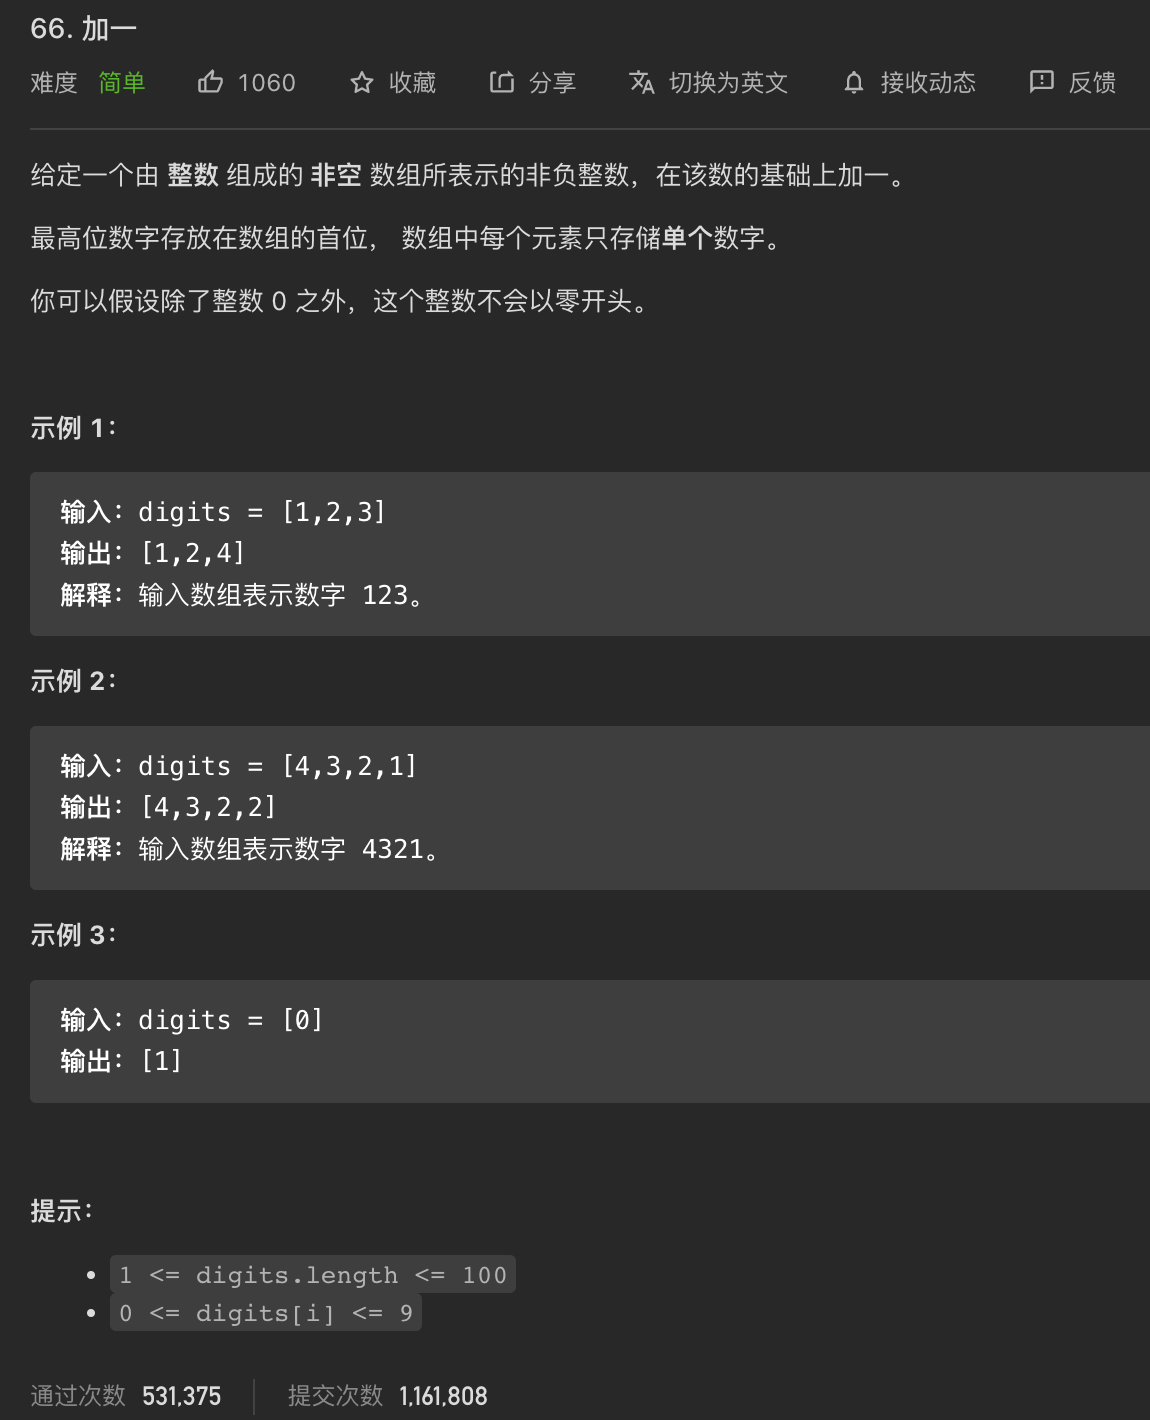 66. 加一
难度 简单 1060 收藏 分享 切换为英文 接收动态 反馈
给定一个由 整数 组成的 非空 数组所表示的非负整数，在该数的基础上加一。
最高位数字存放在数组的首位， 数组中每个元素只存储单个数字。
你可以假设除了整数 0 之外，这个整数不会以零开头。
示例 1：
输入：digits = [1,2,3]
输出：[1,2,4]
解释：输入数组表示数字 123。
示例 2：
输入：digits = [4,3,2,1]
输出：[4,3,2,2]
解释：输入数组表示数字 4321。
示例 3：
输入：digits = [0]
输出：[1]
提示：
• 1 <= digits.length <= 100
• 0 <= digits[i] <= 9
通过次数 531,375 提交次数 1,161,808